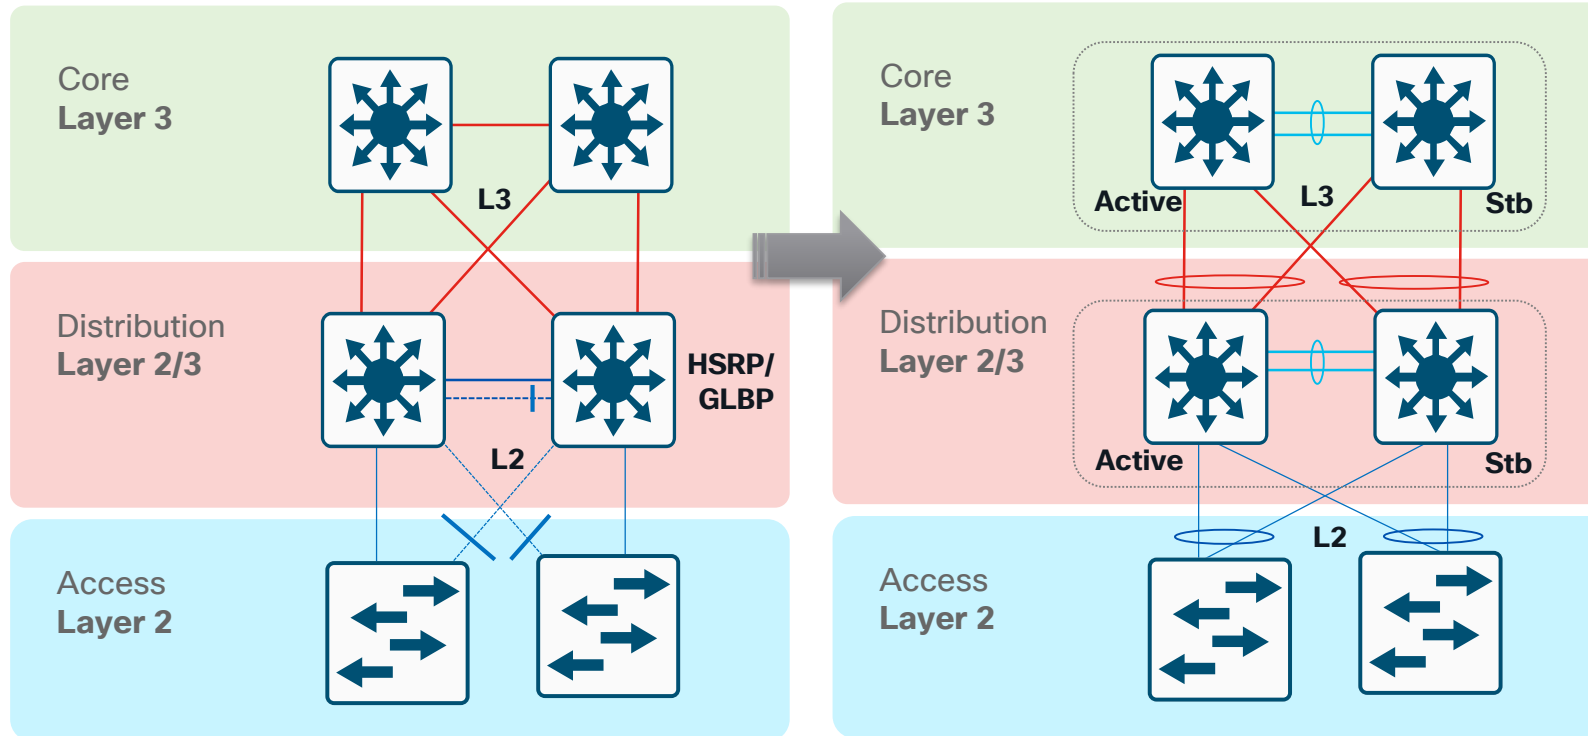 Core
Layer 3
L3
Distribution
Layer 2/3
HSRP/
GLBP
L2
Access
Layer 2
Core
Layer 3
Active
L3
Stb
Distribution
Layer 2/3
Active
Stb
L2
Access
Layer 2